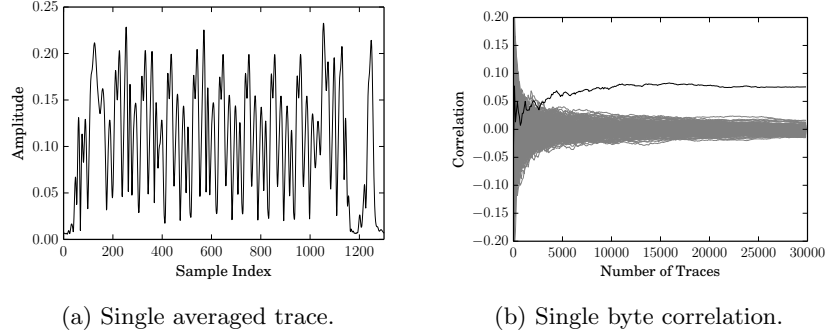 0.25
0.20
0.15
0.10
0.05
0.00
Amplitude
0 200 400 600 800 1000 1200
Sample Index
(a) Single averaged trace.
0.20
0.15
0.10
0.05
0.00
−0.05
−0.10
−0.15
−0.20
Correlation
0 5000 10000 15000 20000 25000 30000
Number of Traces
(b) Single byte correlation.